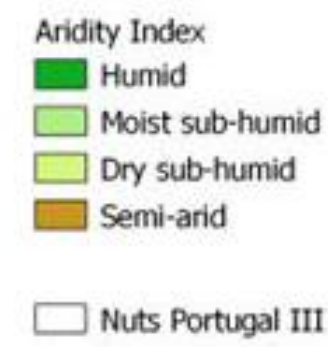 Aridity Index
Humid
Moist sub-humid
Dry sub-humid
Semi-arid
Nuts Portugal III